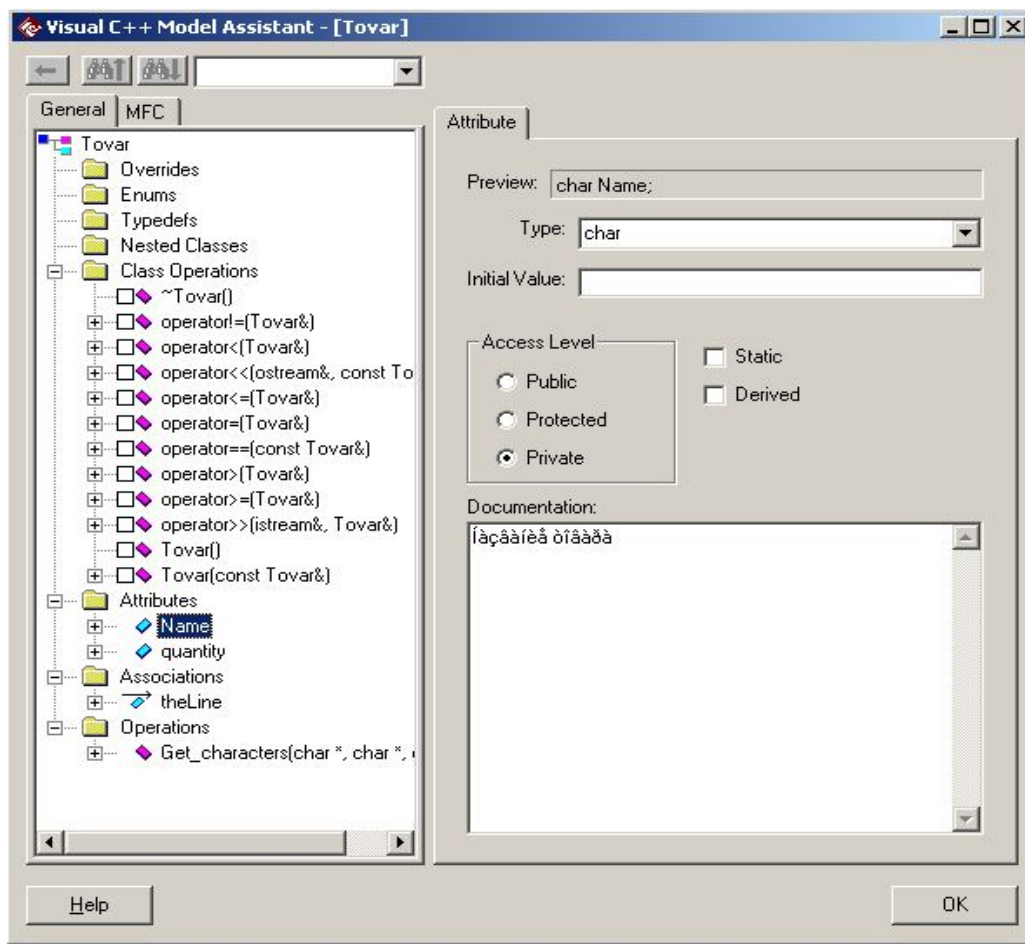 Visual C++ Model Assistant - [Tovar]
General
MFC
Tovar
Overrides
Enums
Typedefs
Nested Classes
Class Operations
~Tovar()
operator!=(Tovar&)
operator<(Tovar&)
operator<<(ostream&, const To
operator<=(Tovar&)
operator=(Tovar&)
operator==(const Tovar&)
operator>(Tovar&)
operator>=(Tovar&)
operator>>(istream&, Tovar&)
Tovar()
Tovar(const Tovar&)
Attributes
Name
quantity
Associations
theLine
Operations
Get_characters(char *, char *,
Attribute
Preview: char Name;
Type: char
Initial Value:
Access Level
Public
Protected
Private
Static
Derived
Documentation:
Íàçâàíèå òîâàðà
Help
OK